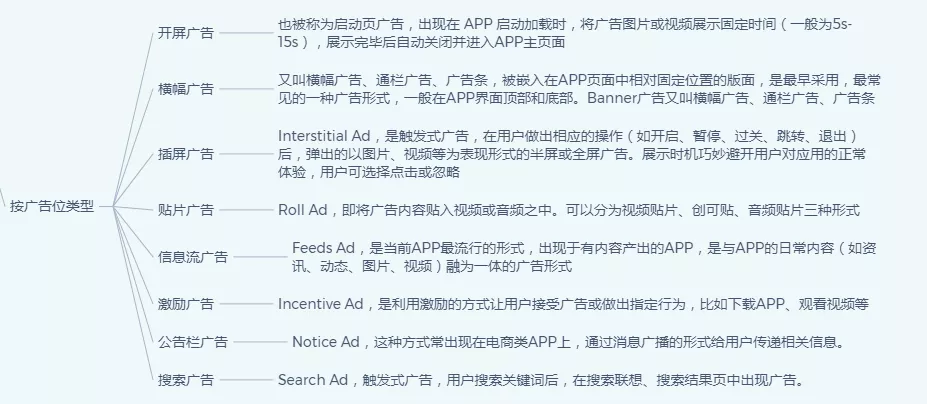 开屏广告
也被称为启动页广告，出现在 APP 启动加载时，将广告图片或视频展示固定时间（一般为5s-
15s），展示完毕后自动关闭并进入APP主页面
横幅广告
又叫横幅广告、通栏广告、广告条，被嵌入在APP页面中相对固定位置的版面，是最早采用，最常
见的一种广告形式，一般在APP界面顶部和底部。Banner广告又叫横幅广告、通栏广告、广告条
插屏广告
Interstitial Ad，是触发式广告，在用户做出相应的操作（如开启、暂停、过关、跳转、退出）
后，弹出的以图片、视频等为表现形式的半屏或全屏广告。展示时机巧妙避开用户对应用的正常
体验，用户可选择点击或忽略
按广告位类型
贴片广告
Roll Ad，即将广告内容贴入视频或音频之中。可以分为视频贴片、创可贴、音频贴片三种形式
信息流广告
Feeds Ad，是当前APP最流行的形式，出现于有内容产出的APP，是与APP的日常内容（如资
讯、动态、图片、视频）融为一体的广告形式
激励广告
Incentive Ad，是利用激励的方式让用户接受广告或做出指定行为，比如下载APP、观看视频等
公告栏广告
Notice Ad，这种方式常出现在电商类APP上，通过消息广播的形式给用户传递相关信息。
搜索广告
Search Ad，触发式广告，用户搜索关键词后，在搜索联想、搜索结果页中出现广告。